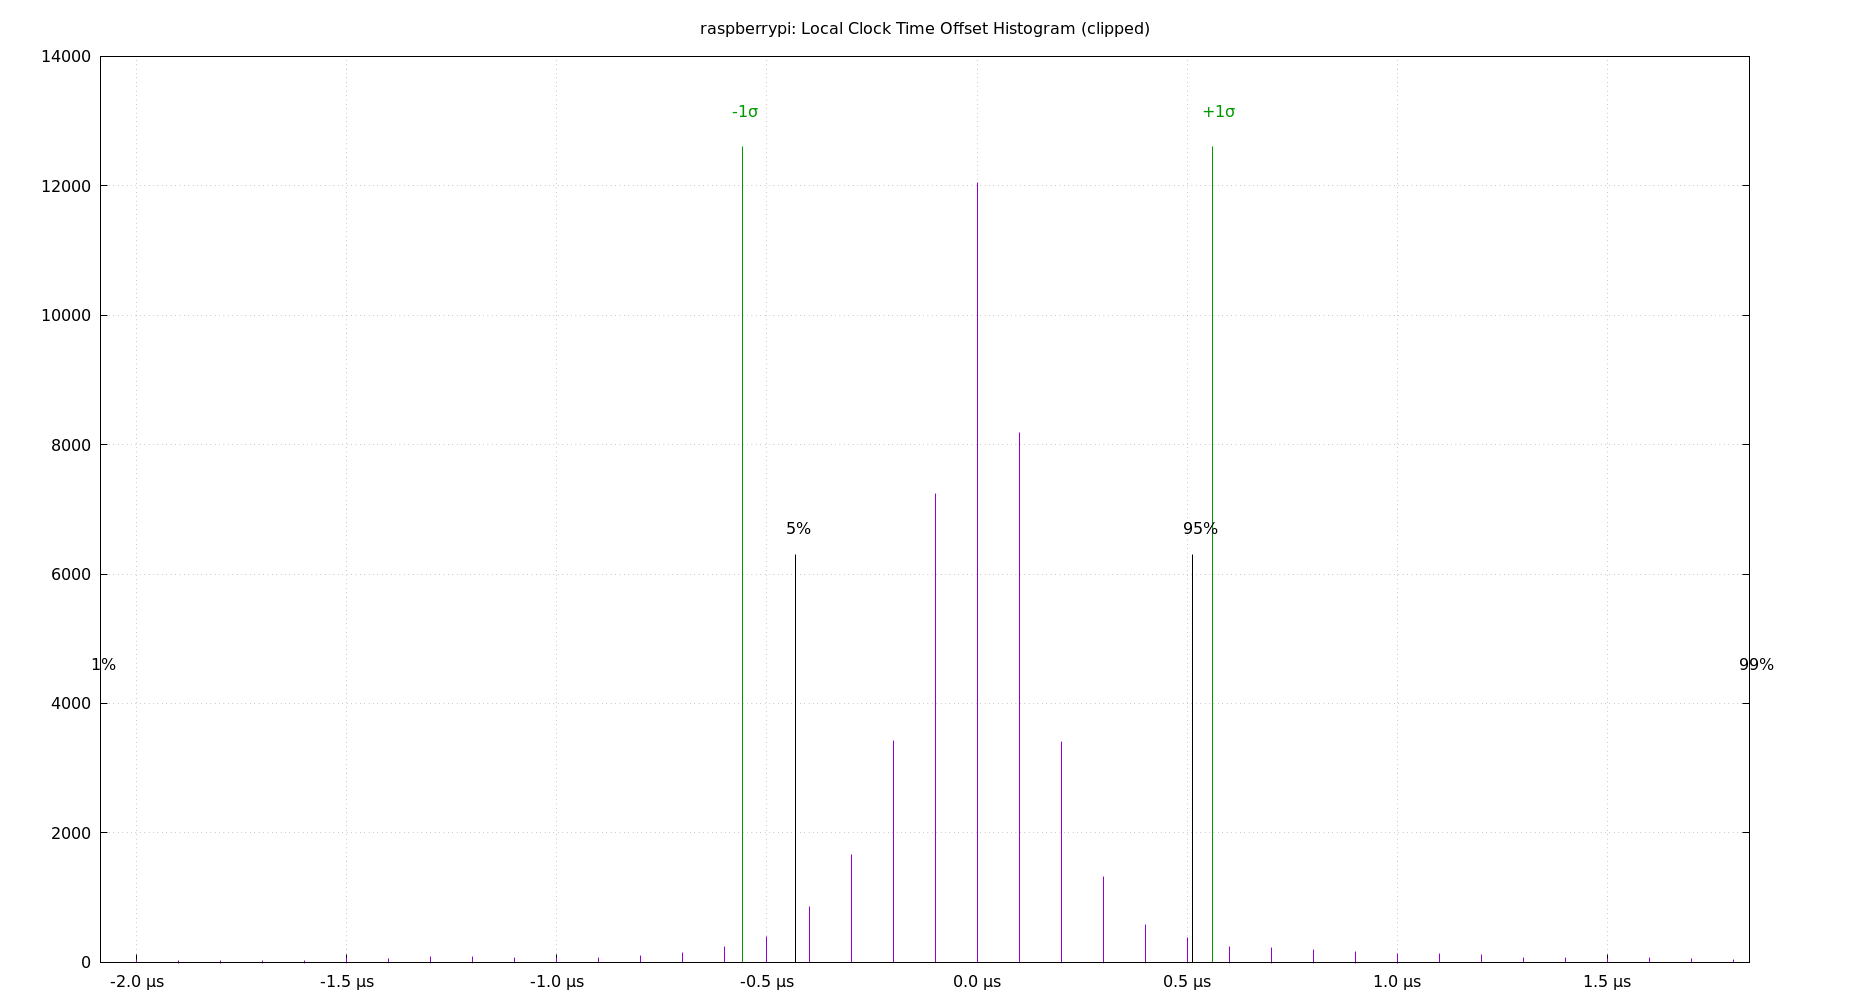 raspberrypi: Local Clock Time Offset Histogram (clipped)
14000
-1σ
+1σ
12000
10000
8000
5%
95%
6000
1%
99%
4000
2000
0
-2.0 µs
-1.5 µs
-1.0 µs
-0.5 µs
0.0 µs
0.5 µs
1.0 µs
1.5 µs